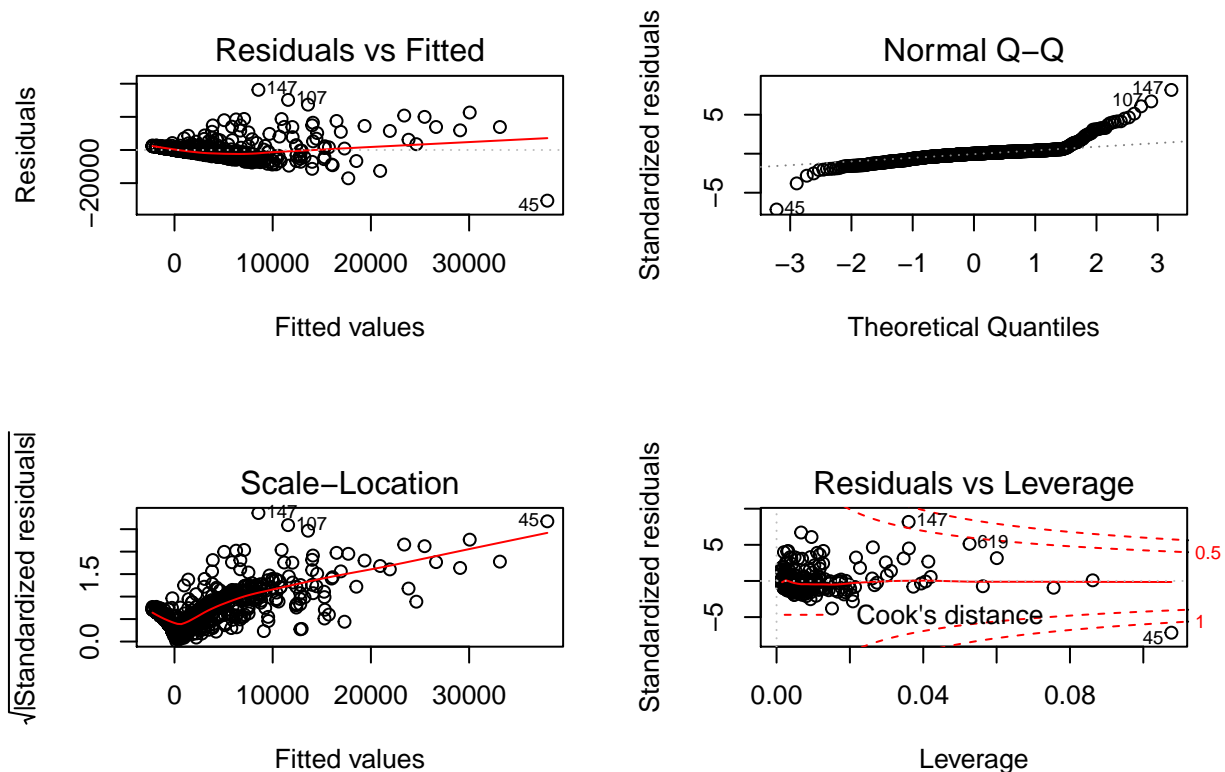 Residuals vs Fitted
Residuals
−20000
147
107
45
0 10000 20000 30000
Fitted values
Normal Q−Q
Standardized residuals
−5 5
147
107
45
−3 −2 −1 0 1 2 3
Theoretical Quantiles
Scale−Location
√|Standardized residuals|
0.0 1.5
147
107
45
0 10000 20000 30000
Fitted values
Residuals vs Leverage
Standardized residuals
−5 5
147
619
0.5
Cook's distance
1
45
0.00 0.04 0.08
Leverage